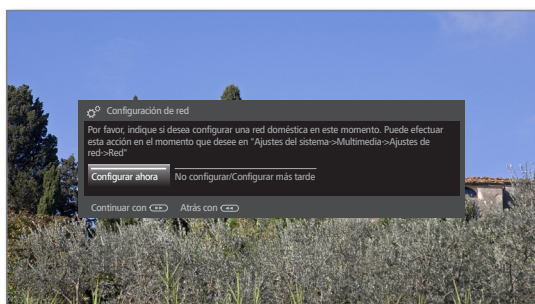 Configuración de red
Por favor, indique si desea configurar una red doméstica en este momento. Puede efectuar
esta acción en el momento que desee en "Ajustes del sistema->Multimedia->Ajustes de
red->Red"
Configurar ahora No configurar/Configurar más tarde
Continuar con Atrás con